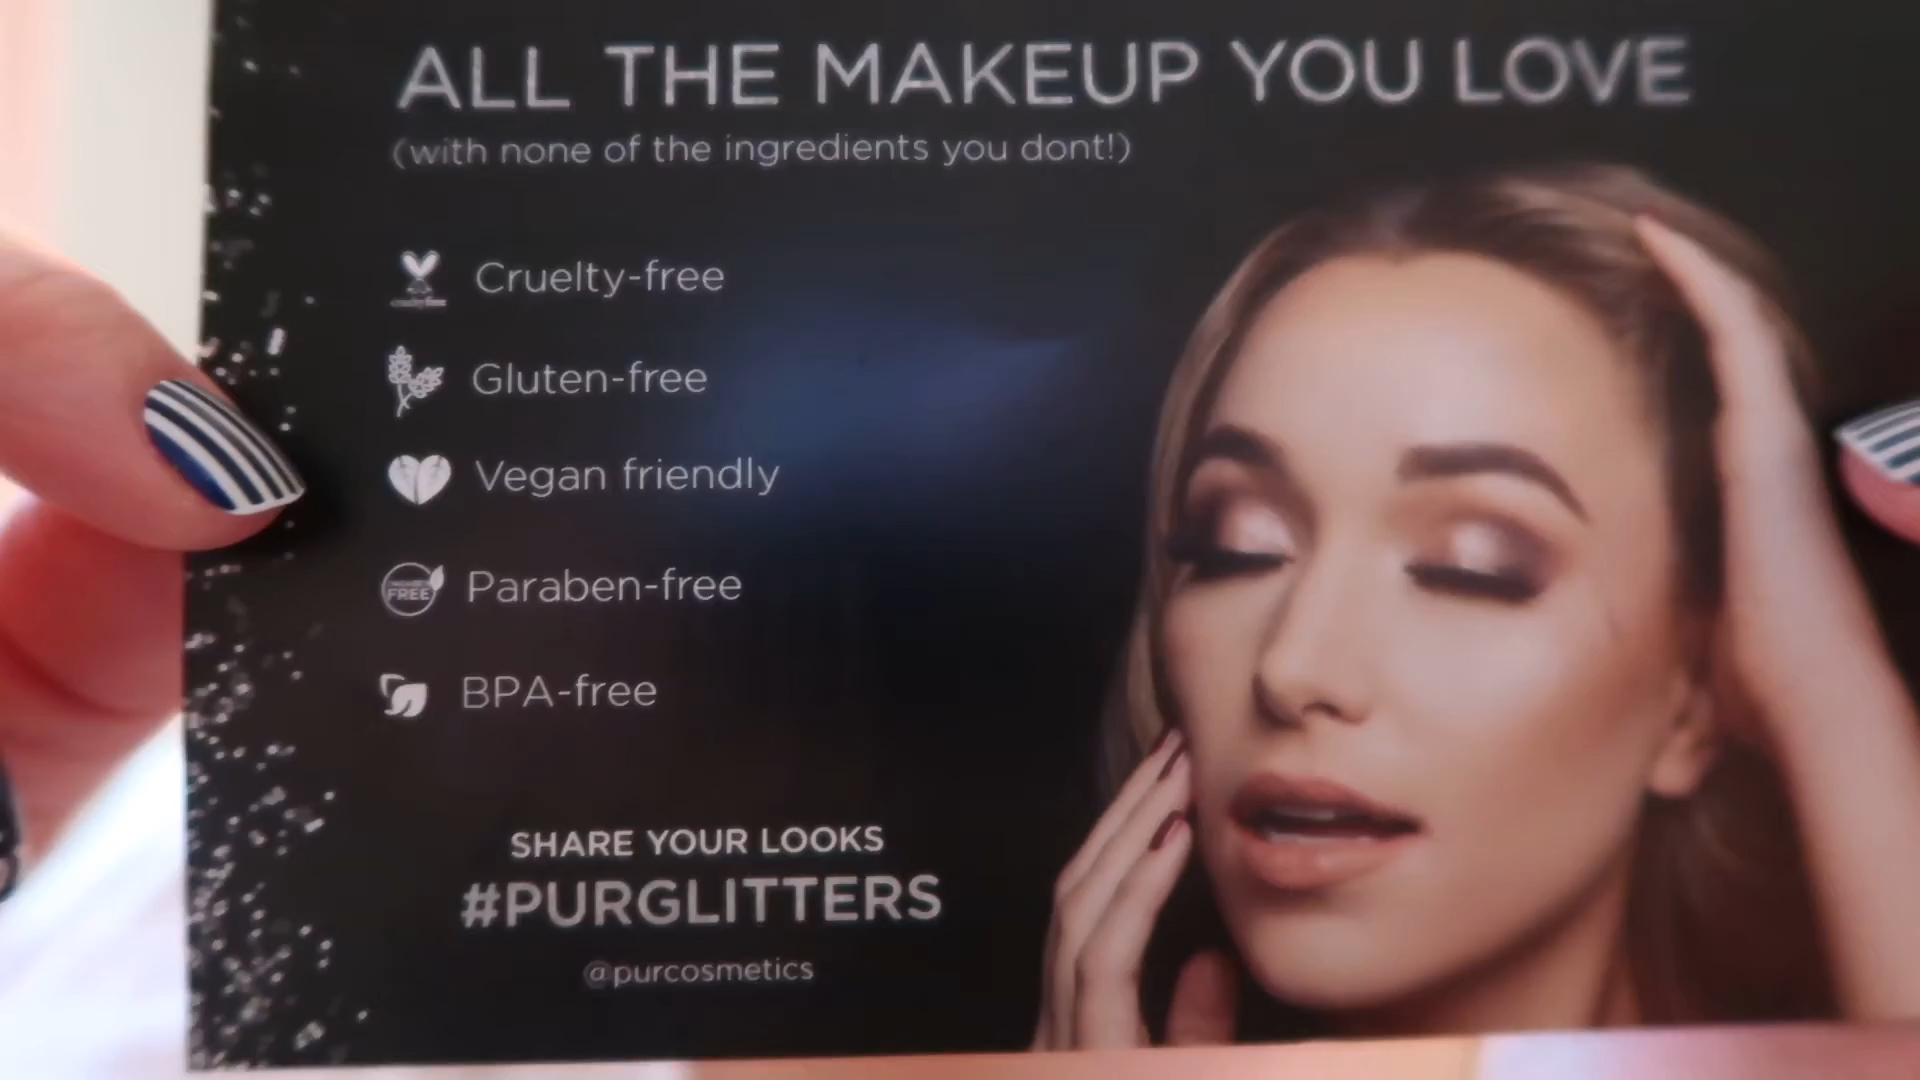 ALL THE MAKEUP YOU LOVE
(with none of the ingredients you dont!)
Cruelty-free
Gluten-free
Vegan friendly
FREE
Paraben-free
BPA-free
SHARE YOUR LOOKS
#PURGLITTERS
@purcosmetics